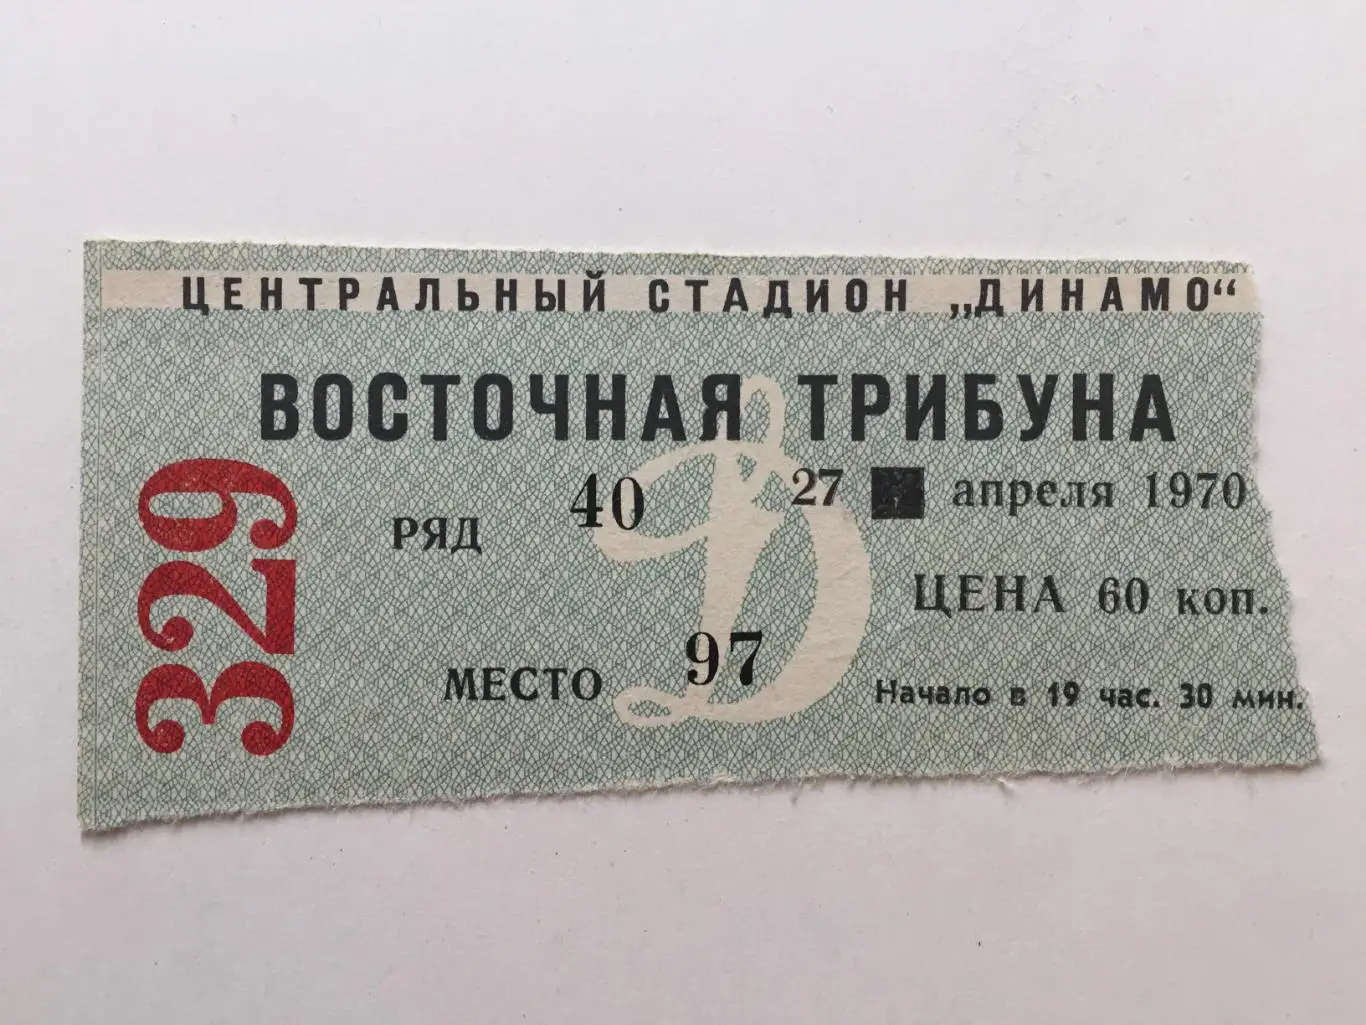 ЦЕНТРАЛЬНЫЙ СТАДИОН „ДИНАМО“
ВОСТОЧНАЯ ТРИБУНА
329
РЯД 40
27 апреля 1970
ЦЕНА 60 коп.
МЕСТО 97
Начало в 19 час. 30 мин.
Д